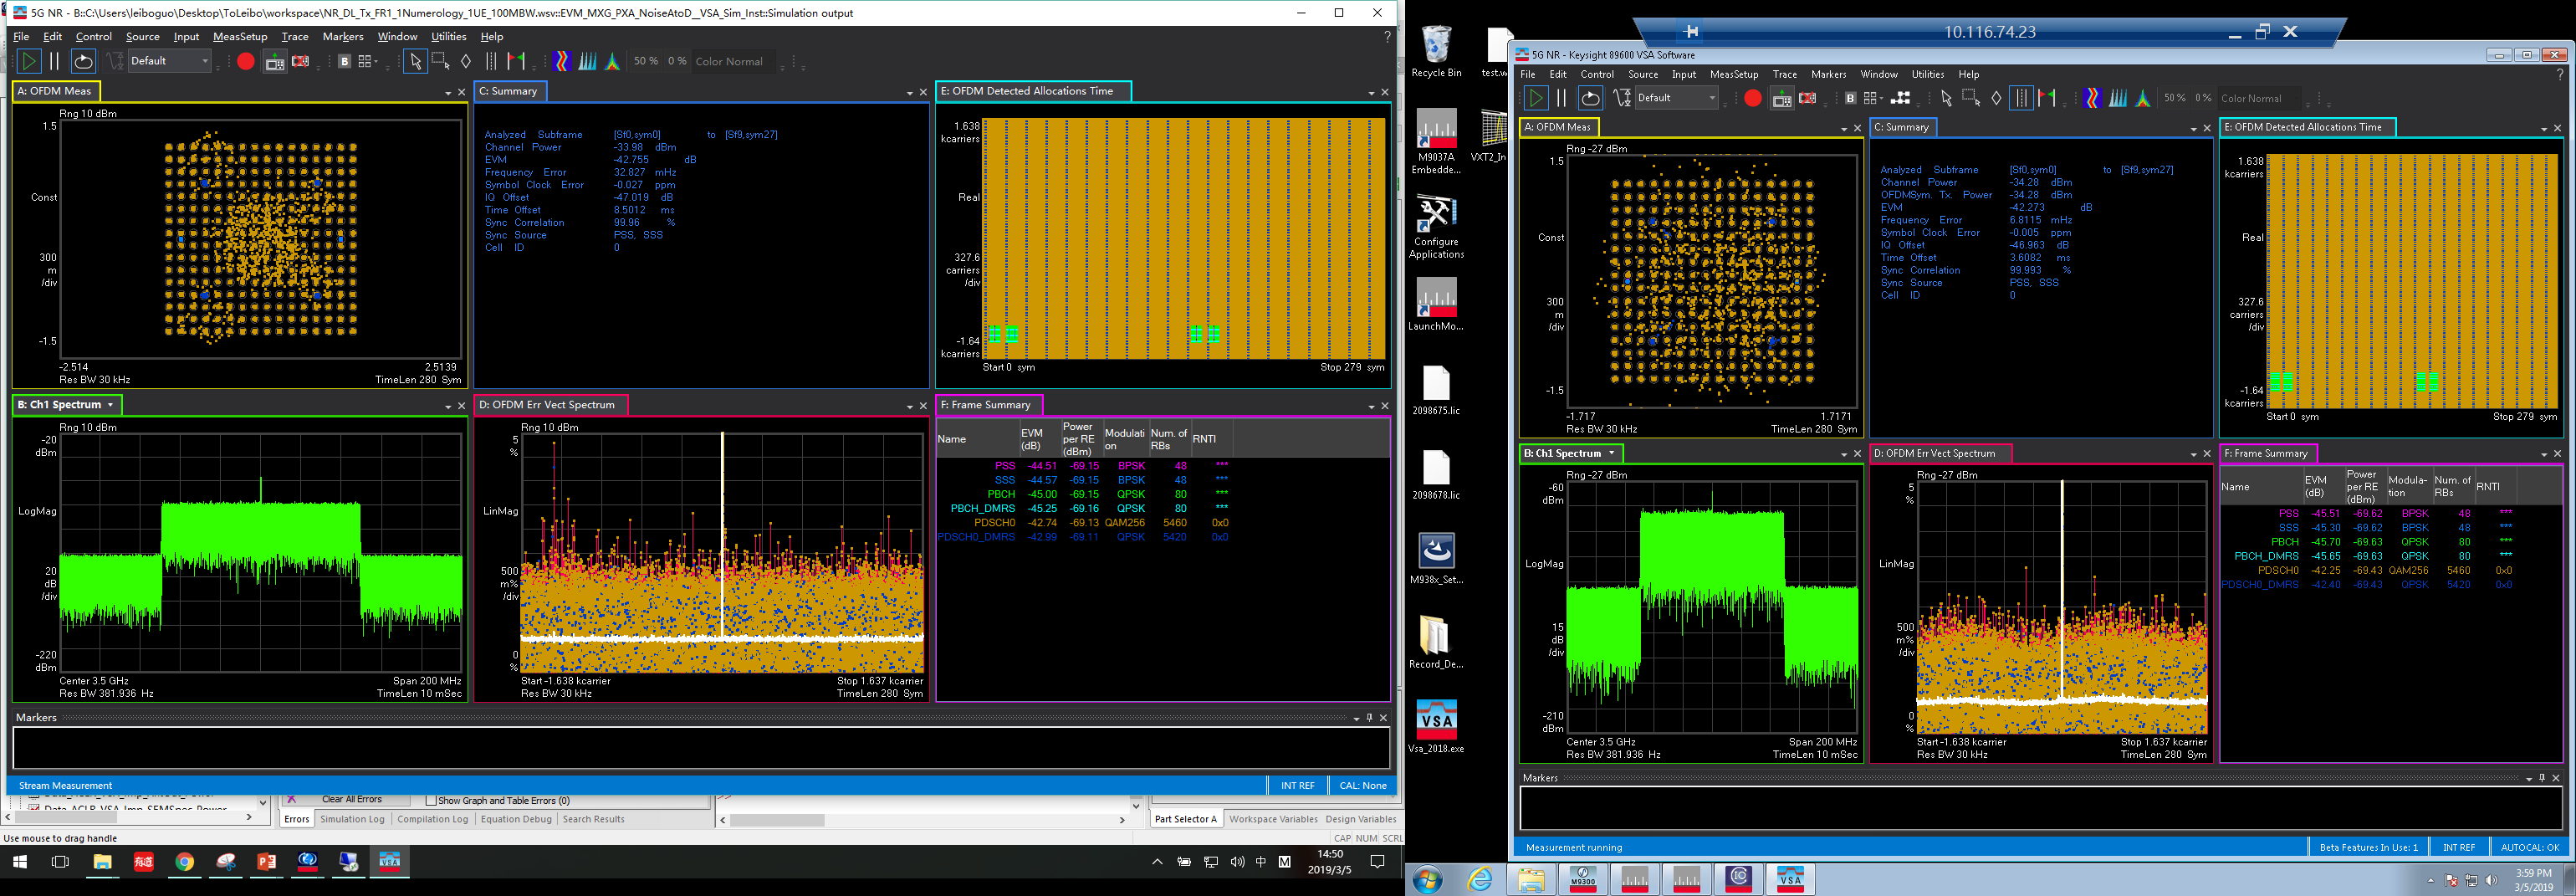 5G NR - B::C:\Users\leiboguo\Desktop\ToLeibo\workspace\NR_DL_Tx_FR1_1Numerology_1UE_100MBW.wsv::EVM_MXG_PXA_NoiseAtoD__VSA_Sim_Inst::Simulation output
File Edit Control Source Input MeasSetup Trace Markers Window Utilities Help
Default B 50 % 0 % Color Normal
A: OFDM Meas
Rng 10 dBm
1.5
Const
300
m
/div
-1.5
-2.514 2.5139
Res BW 30 kHz TimeLen 280 Sym
C: Summary
Analyzed Subframe [Sf0,sym0] to [Sf9,sym27]
Channel Power -33.98 dBm
EVM -42.755 dB
Frequency Error 32.827 mHz
Symbol Clock Error -0.027 ppm
IQ Offset -47.019 dB
Time Offset 8.5012 ms
Sync Correlation 99.96 %
Sync Source PSS, SSS
Cell ID 0
E: OFDM Detected Allocations Time
1.638
kcarriers
Real
327.6
carriers
/div
-1.64
kcarriers
Start 0 sym Stop 279 sym
B: Ch1 Spectrum
Rng 10 dBm
-20
dBm
LogMag
20
dB
/div
-220
dBm
Center 3.5 GHz Span 200 MHz
Res BW 381.936 Hz TimeLen 10 mSec
D: OFDM Err Vect Spectrum
Rng 10 dBm
5
%
LinMag
500
m%
/div
0
%
Start -1.638 kcarrier Stop 1.637 kcarrier
Res BW 30 kHz TimeLen 280 Sym
F: Frame Summary
Name EVM (dB) Power per RE (dBm) Modulati on Num. of RBs RNTI
PSS -44.51 -69.15 BPSK 48 ***
SSS -44.57 -69.15 BPSK 48 ***
PBCH -45.00 -69.15 QPSK 80 ***
PBCH_DMRS -45.25 -69.16 QPSK 80 ***
PDSCH0 -42.74 -69.13 QAM256 5460 0x0
PDSCH0_DMRS -42.99 -69.11 QPSK 5420 0x0
Markers
Stream Measurement INT REF CAL: None
Clear All Errors Show Graph and Table Errors (0)
Errors Simulation Log Compilation Log Equation Debug Search Results Part Selector A Workspace Variables Design Variables
Use mouse to drag handle CAP NUM SCRL
有道 中 M 14:50
2019/3/5
Recycle Bin
test.w
M9037A
Embedde...
VXT2_In
Configure
Applications
LaunchMo...
2098675.lic
2098678.lic
M938x_Set...
Record_De...
VSA
Vsa_2018.exe
10.116.74.23
5G NR - Keysight 89600 VSA Software
File Edit Control Source Input MeasSetup Trace Markers Window Utilities Help
Default B 50 % 0 % Color Normal
A: OFDM Meas
Rng -27 dBm
1.5
Const
300
m
/div
-1.5
-1.717 1.7171
Res BW 30 kHz TimeLen 280 Sym
C: Summary
Analyzed Subframe [Sf0,sym0] to [Sf9,sym27]
Channel Power -34.28 dBm
OFDMSym. Tx. Power -34.28 dBm
EVM -42.273 dB
Frequency Error 6.8115 mHz
Symbol Clock Error -0.005 ppm
IQ Offset -46.963 dB
Time Offset 3.6082 ms
Sync Correlation 99.993 %
Sync Source PSS, SSS
Cell ID 0
E: OFDM Detected Allocations Time
1.638
kcarriers
Real
327.6
carriers
/div
-1.64
kcarriers
Start 0 sym Stop 279 sym
B: Ch1 Spectrum
Rng -27 dBm
-60
dBm
LogMag
15
dB
/div
-210
dBm
Center 3.5 GHz Span 200 MHz
Res BW 381.936 Hz TimeLen 10 mSec
D: OFDM Err Vect Spectrum
Rng -27 dBm
5
%
LinMag
500
m%
/div
0
%
Start -1.638 kcarrier Stop 1.637 kcarrier
Res BW 30 kHz TimeLen 280 Sym
F: Frame Summary
Name EVM (dB) Power per RE (dBm) Modula- tion Num. of RBs RNTI
PSS -45.51 -69.62 BPSK 48 ***
SSS -45.30 -69.62 BPSK 48 ***
PBCH -45.70 -69.63 QPSK 80 ***
PBCH_DMRS -45.65 -69.63 QPSK 80 ***
PDSCH0 -42.25 -69.43 QAM256 5460 0x0
PDSCH0_DMRS -42.40 -69.43 QPSK 5420 0x0
Markers
Measurement running Beta Features In Use: 1 INT REF AUTOCAL: OK
M9300 VSA 3:59 PM
3/5/2019